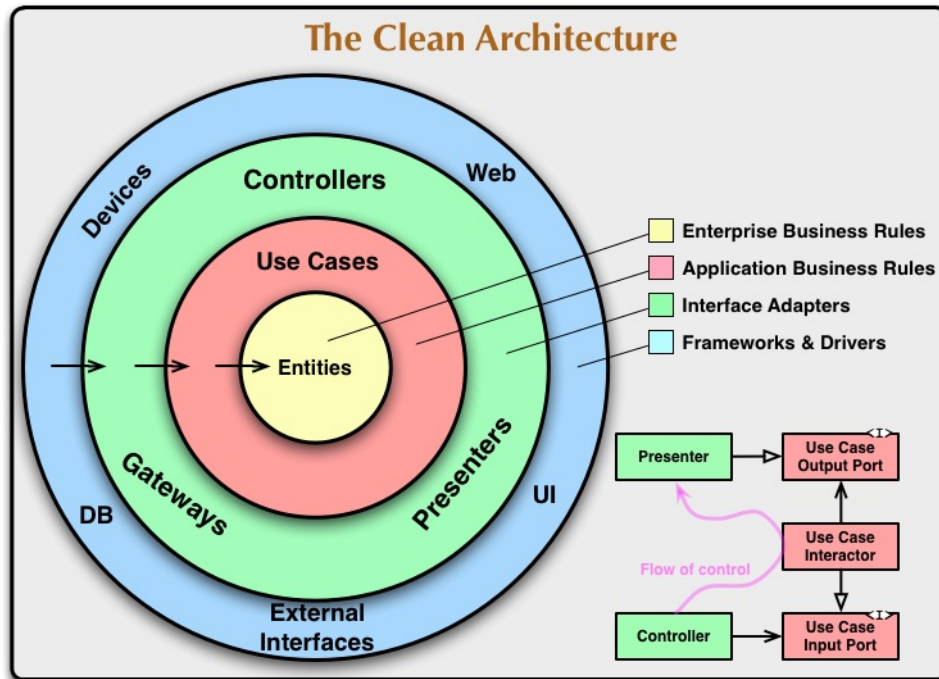 The Clean Architecture
Devices
Web
Controllers
Use Cases
Entities
Gateways
Presenters
DB
UI
External
Interfaces
Enterprise Business Rules
Application Business Rules
Interface Adapters
Frameworks & Drivers
Presenter
<I>
Use Case
Output Port
Use Case
Interactor
Flow of control
Controller
<I>
Use Case
Input Port